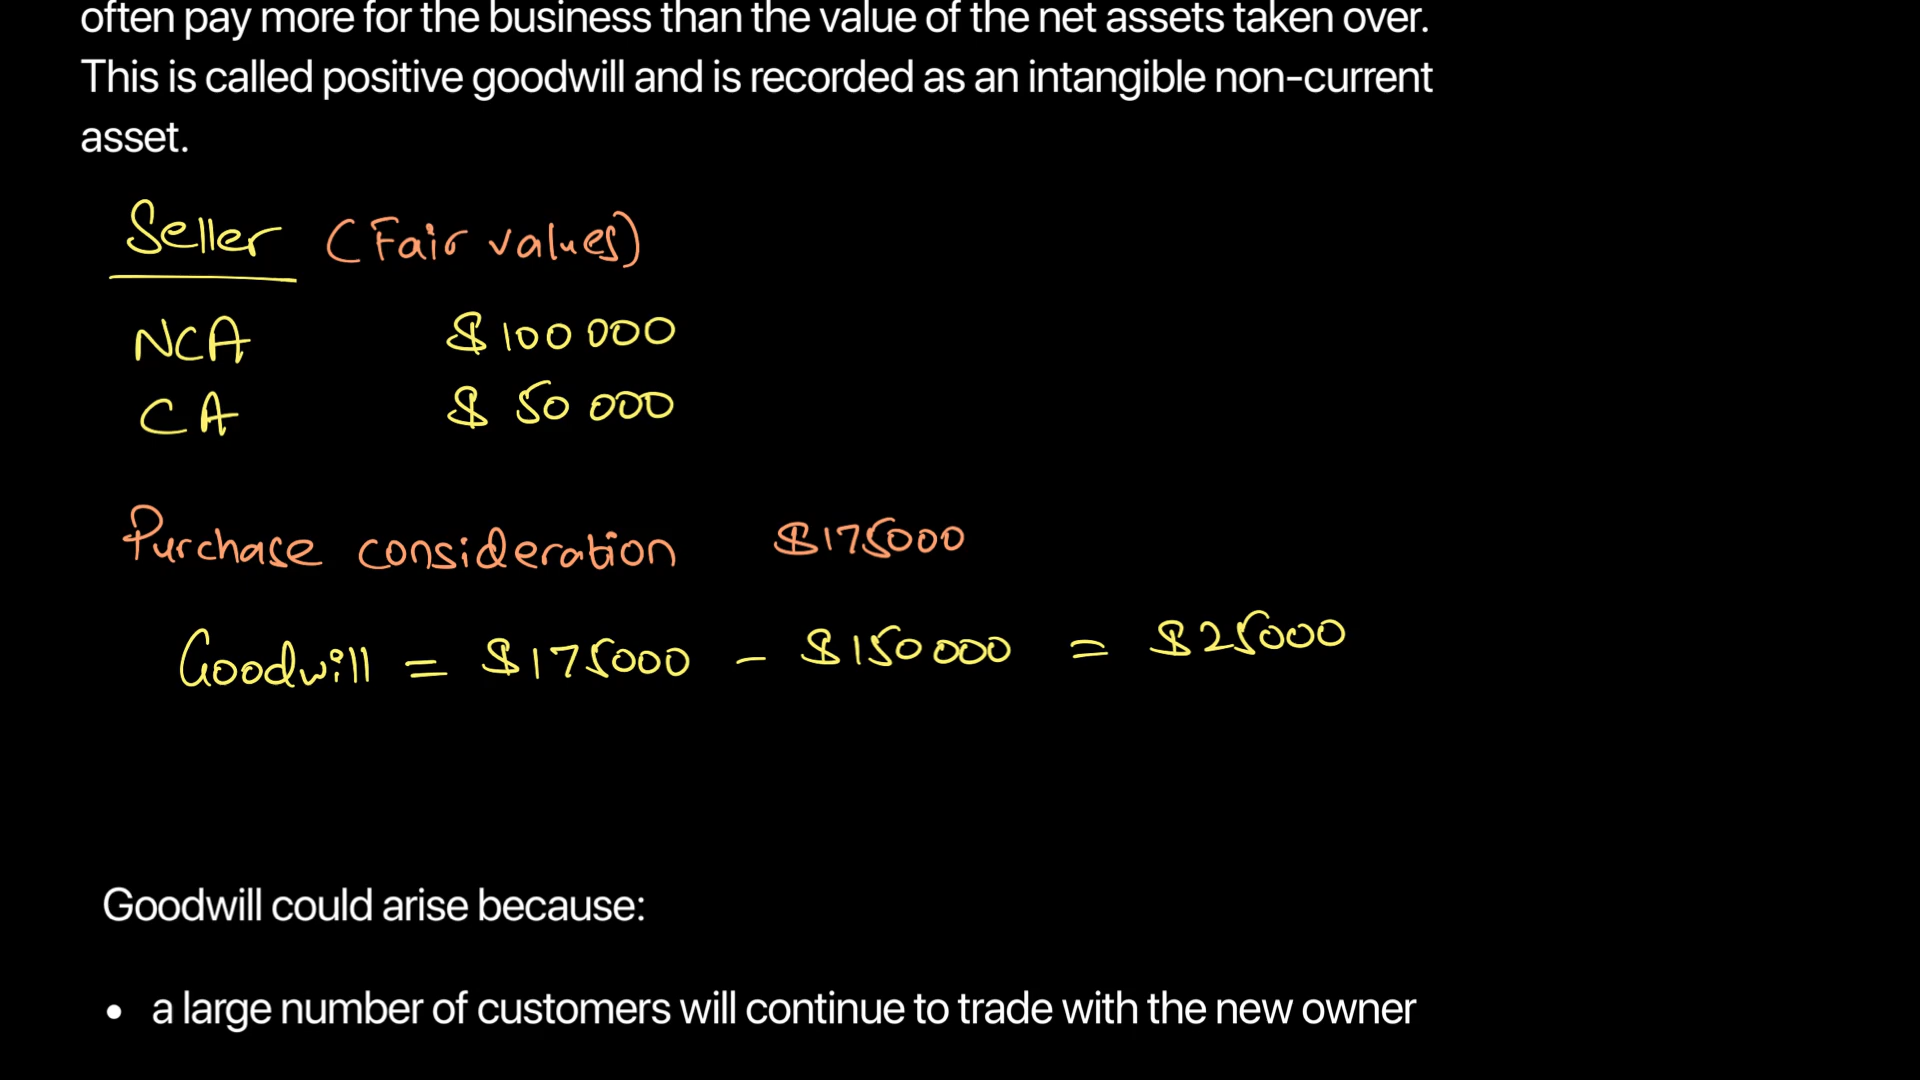 often pay more for the business than the value of the net assets taken over.
This is called positive goodwill and is recorded as an intangible non-current
asset.
Seller (Fair values)
NCA $ 100 000
CA $ 50 000
Purchase consideration $175000
Goodwill = $175000 - $150 000 = $25000
Goodwill could arise because:
• a large number of customers will continue to trade with the new owner